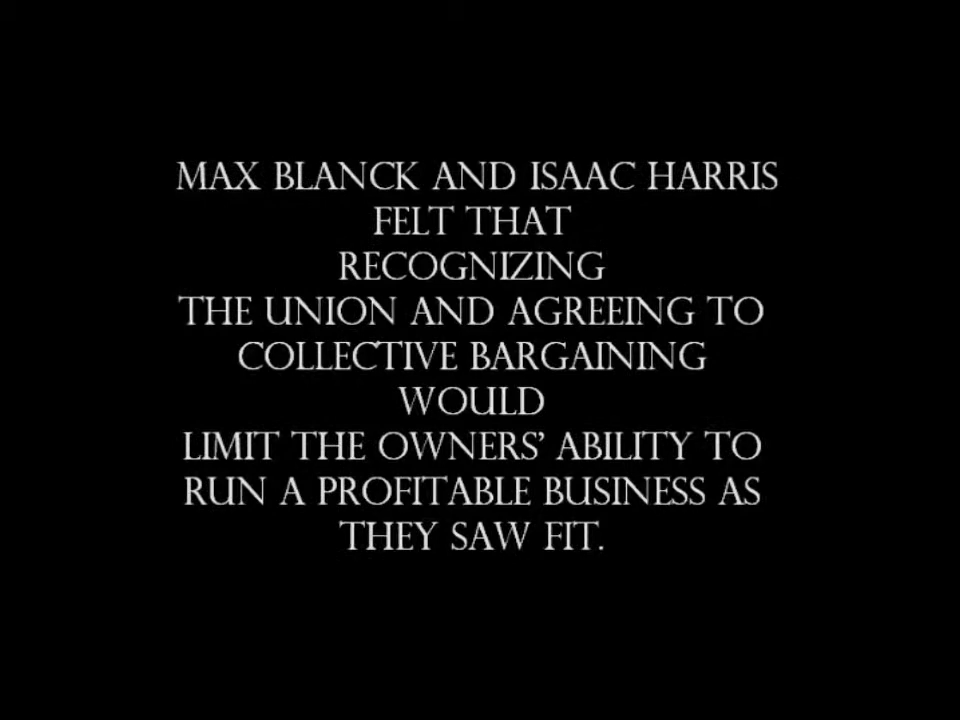 MAX BLANCK AND ISAAC HARRIS
FELT THAT
RECOGNIZING
THE UNION AND AGREEING TO
COLLECTIVE BARGAINING
WOULD
LIMIT THE OWNERS’ ABILITY TO
RUN A PROFITABLE BUSINESS AS
THEY SAW FIT.